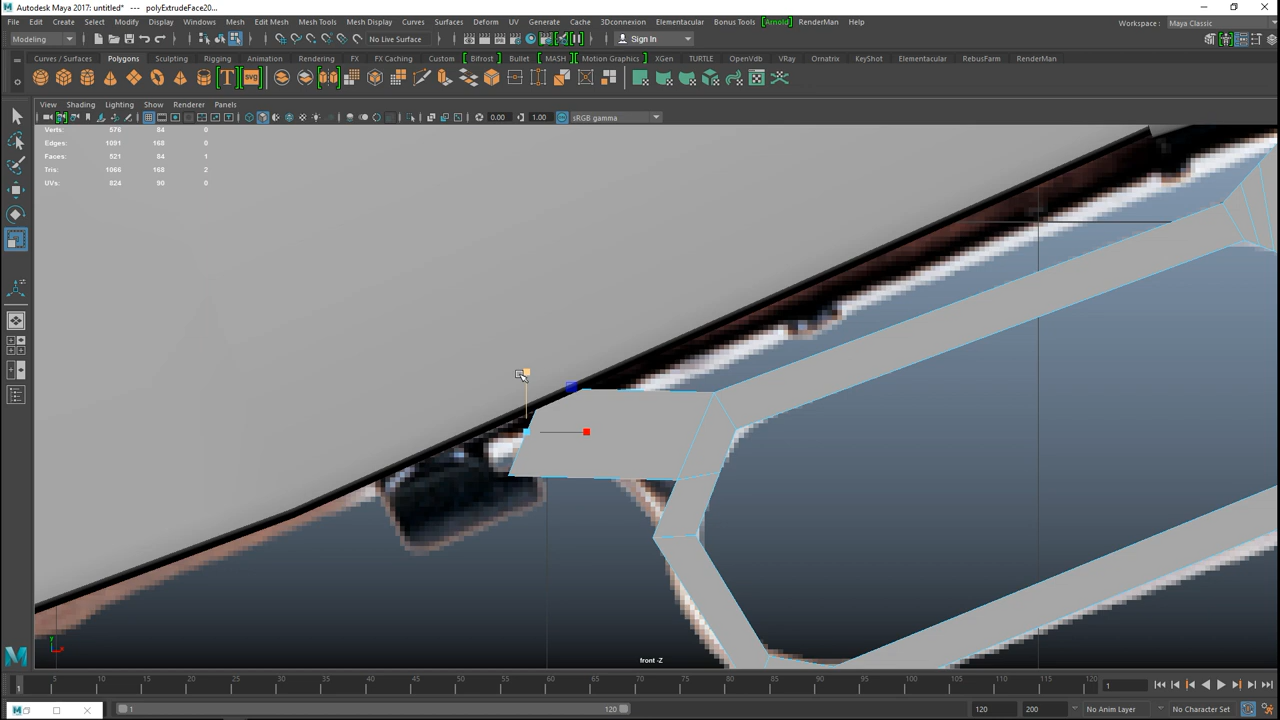 Autodesk Maya 2017: untitled*   ---   polyExtrudeFace20...
File Edit Create Select Modify Display Windows Mesh Edit Mesh Mesh Tools Mesh Display Curves Surfaces Deform UV Generate Cache 3Dconnexion Elementacular Bonus Tools [Arnold] RenderMan Help
Workspace : Maya Classic
Modeling No Live Surface Sign In
Curves / Surfaces Polygons Sculpting Rigging Animation Rendering FX FX Caching Custom Bifrost Bullet MASH Motion Graphics XGen TURTLE OpenVdb VRay Ornatrix KeyShot Elementacular RebusFarm RenderMan
View Shading Lighting Show Renderer Panels
0.00 1.00 sRGB gamma
Verts: 576 84 0
Edges: 1091 168 0
Faces: 521 84 1
Tris: 1066 168 2
UVs: 824 90 0
y
x
front -Z
5 10 15 20 25 30 35 40 45 50 55 60 65 70 75 80 85 90 95 100 105 110 115 120
1 1
1 120 120 200 No Anim Layer No Character Set